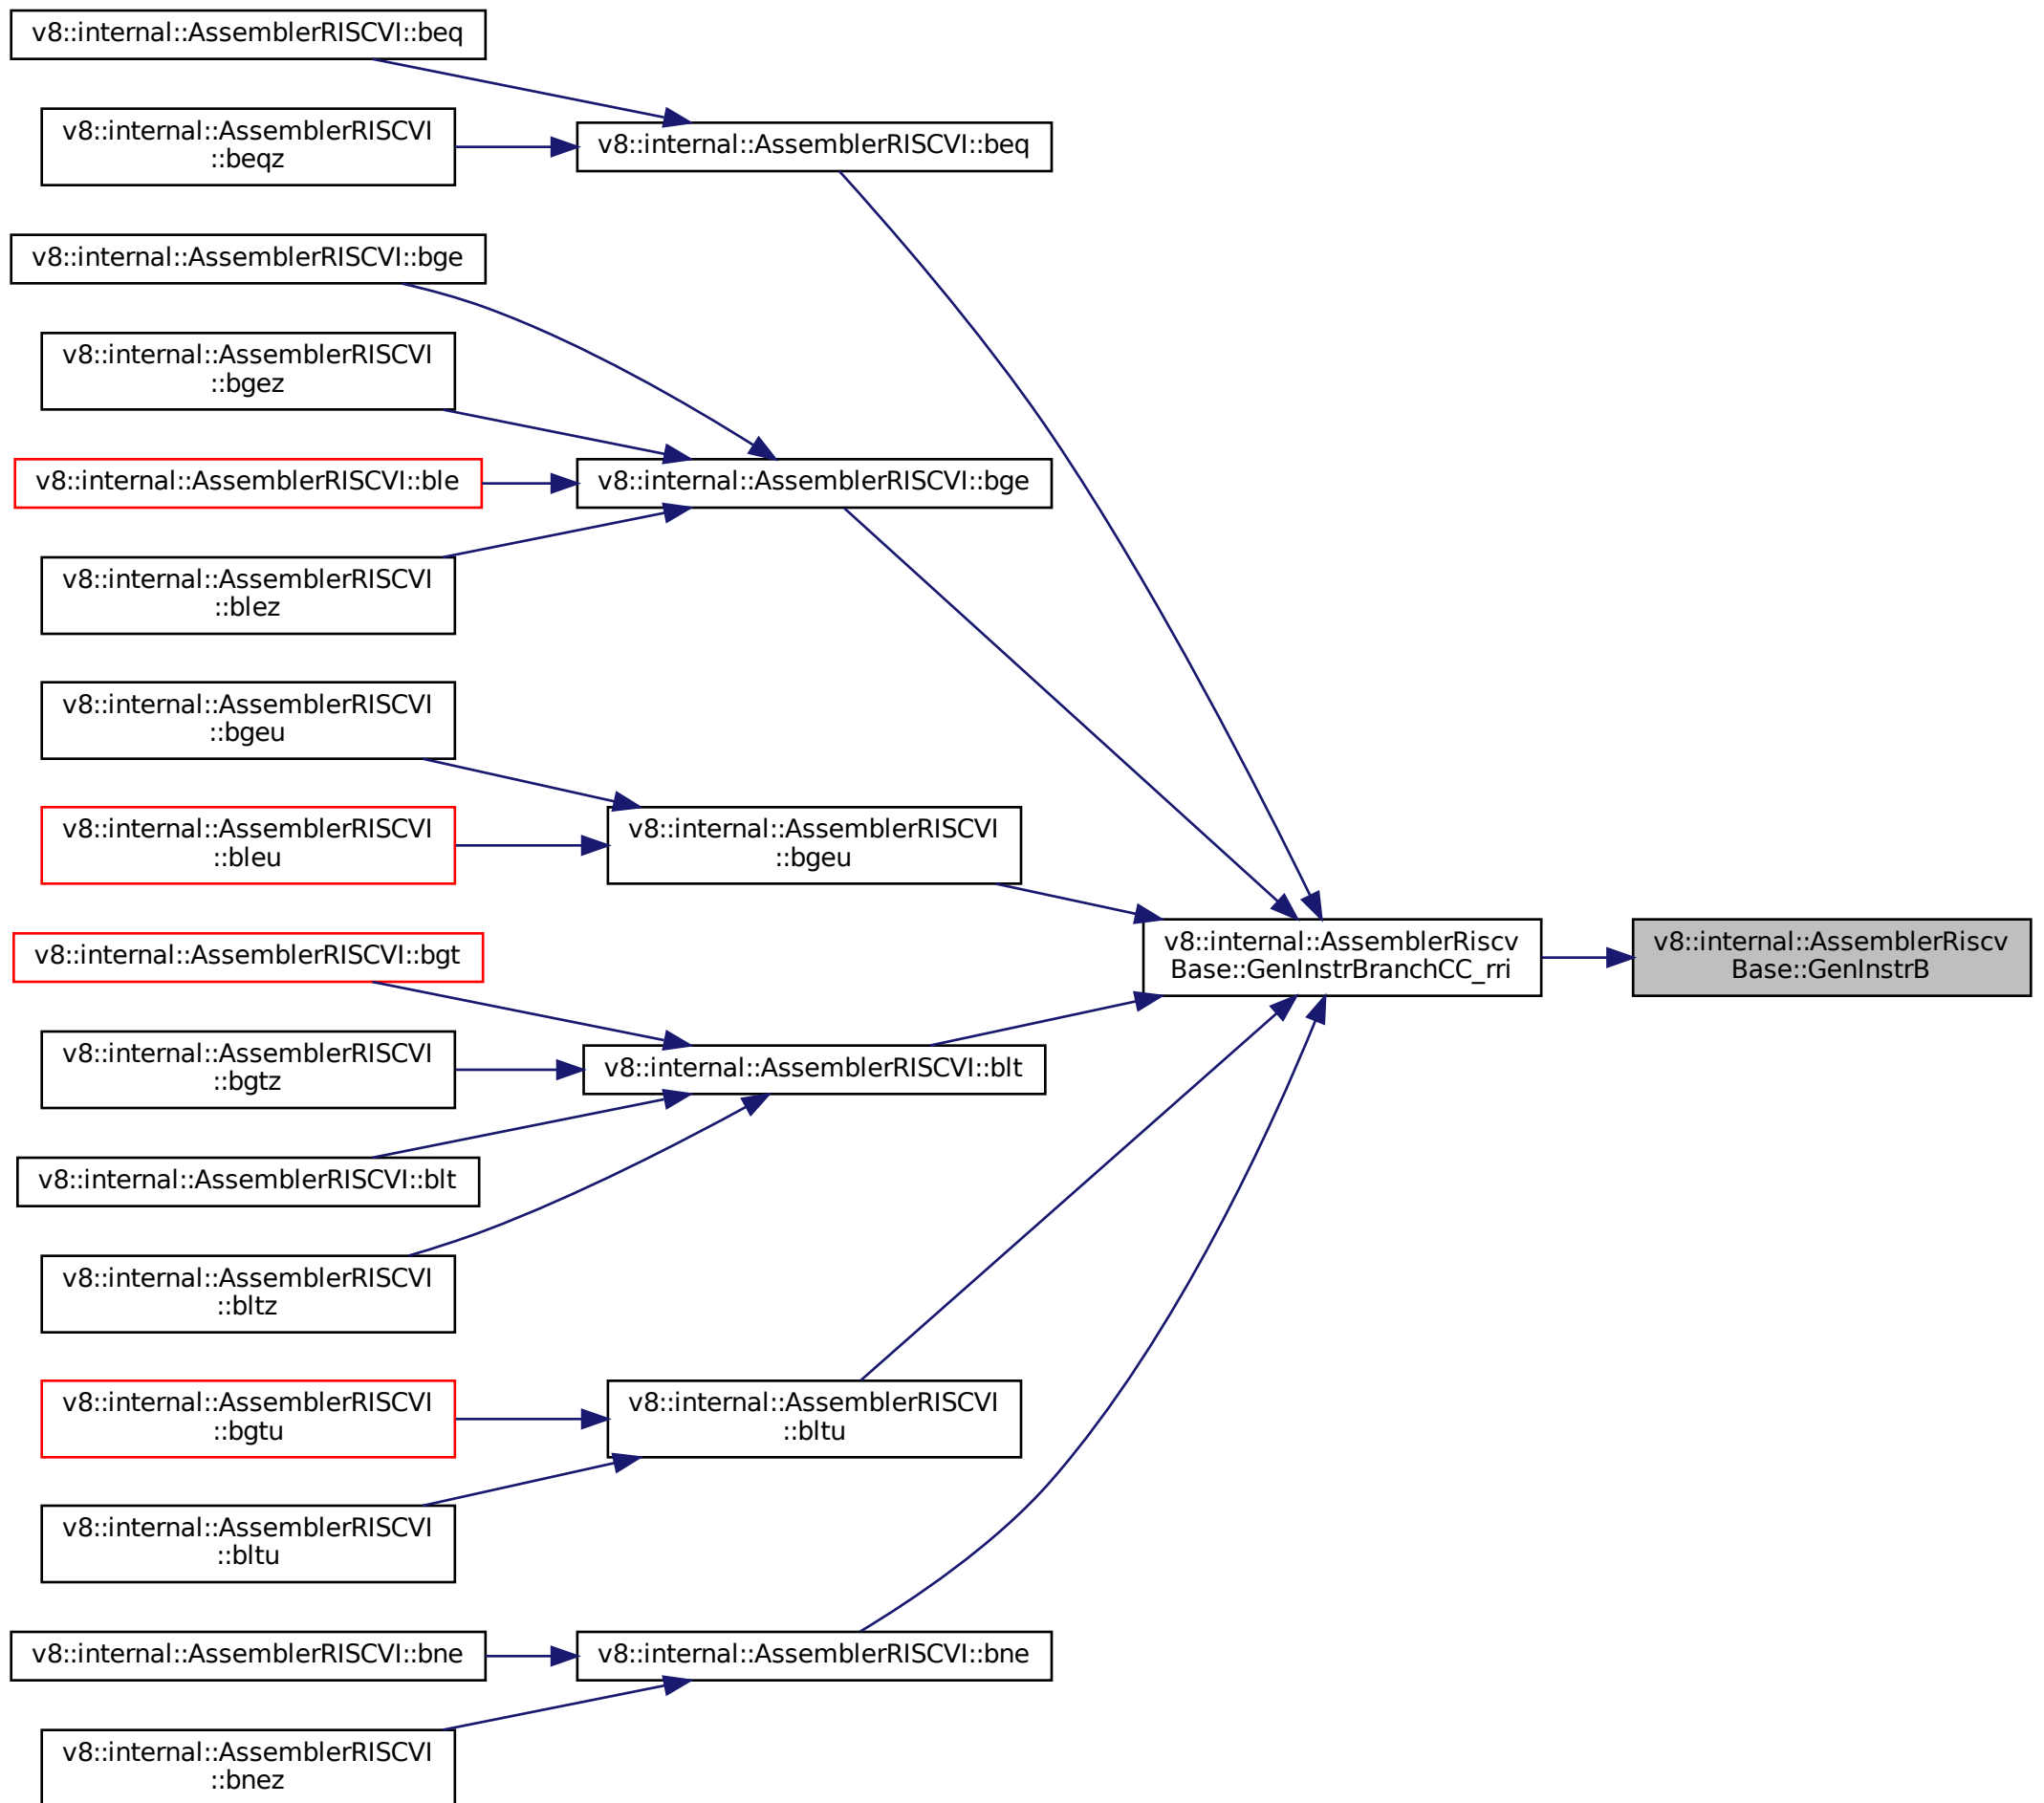 v8::internal::AssemblerRISCVI::beq
v8::internal::AssemblerRISCVI
::beqz
v8::internal::AssemblerRISCVI::beq
v8::internal::AssemblerRISCVI::bge
v8::internal::AssemblerRISCVI
::bgez
v8::internal::AssemblerRISCVI::ble
v8::internal::AssemblerRISCVI::bge
v8::internal::AssemblerRISCVI
::blez
v8::internal::AssemblerRISCVI
::bgeu
v8::internal::AssemblerRISCVI
::bleu
v8::internal::AssemblerRISCVI
::bgeu
v8::internal::AssemblerRISCVI::bgt
v8::internal::AssemblerRiscv
Base::GenInstrBranchCC_rri
v8::internal::AssemblerRiscv
Base::GenInstrB
v8::internal::AssemblerRISCVI
::bgtz
v8::internal::AssemblerRISCVI::blt
v8::internal::AssemblerRISCVI::blt
v8::internal::AssemblerRISCVI
::bltz
v8::internal::AssemblerRISCVI
::bgtu
v8::internal::AssemblerRISCVI
::bltu
v8::internal::AssemblerRISCVI
::bltu
v8::internal::AssemblerRISCVI::bne
v8::internal::AssemblerRISCVI::bne
v8::internal::AssemblerRISCVI
::bnez